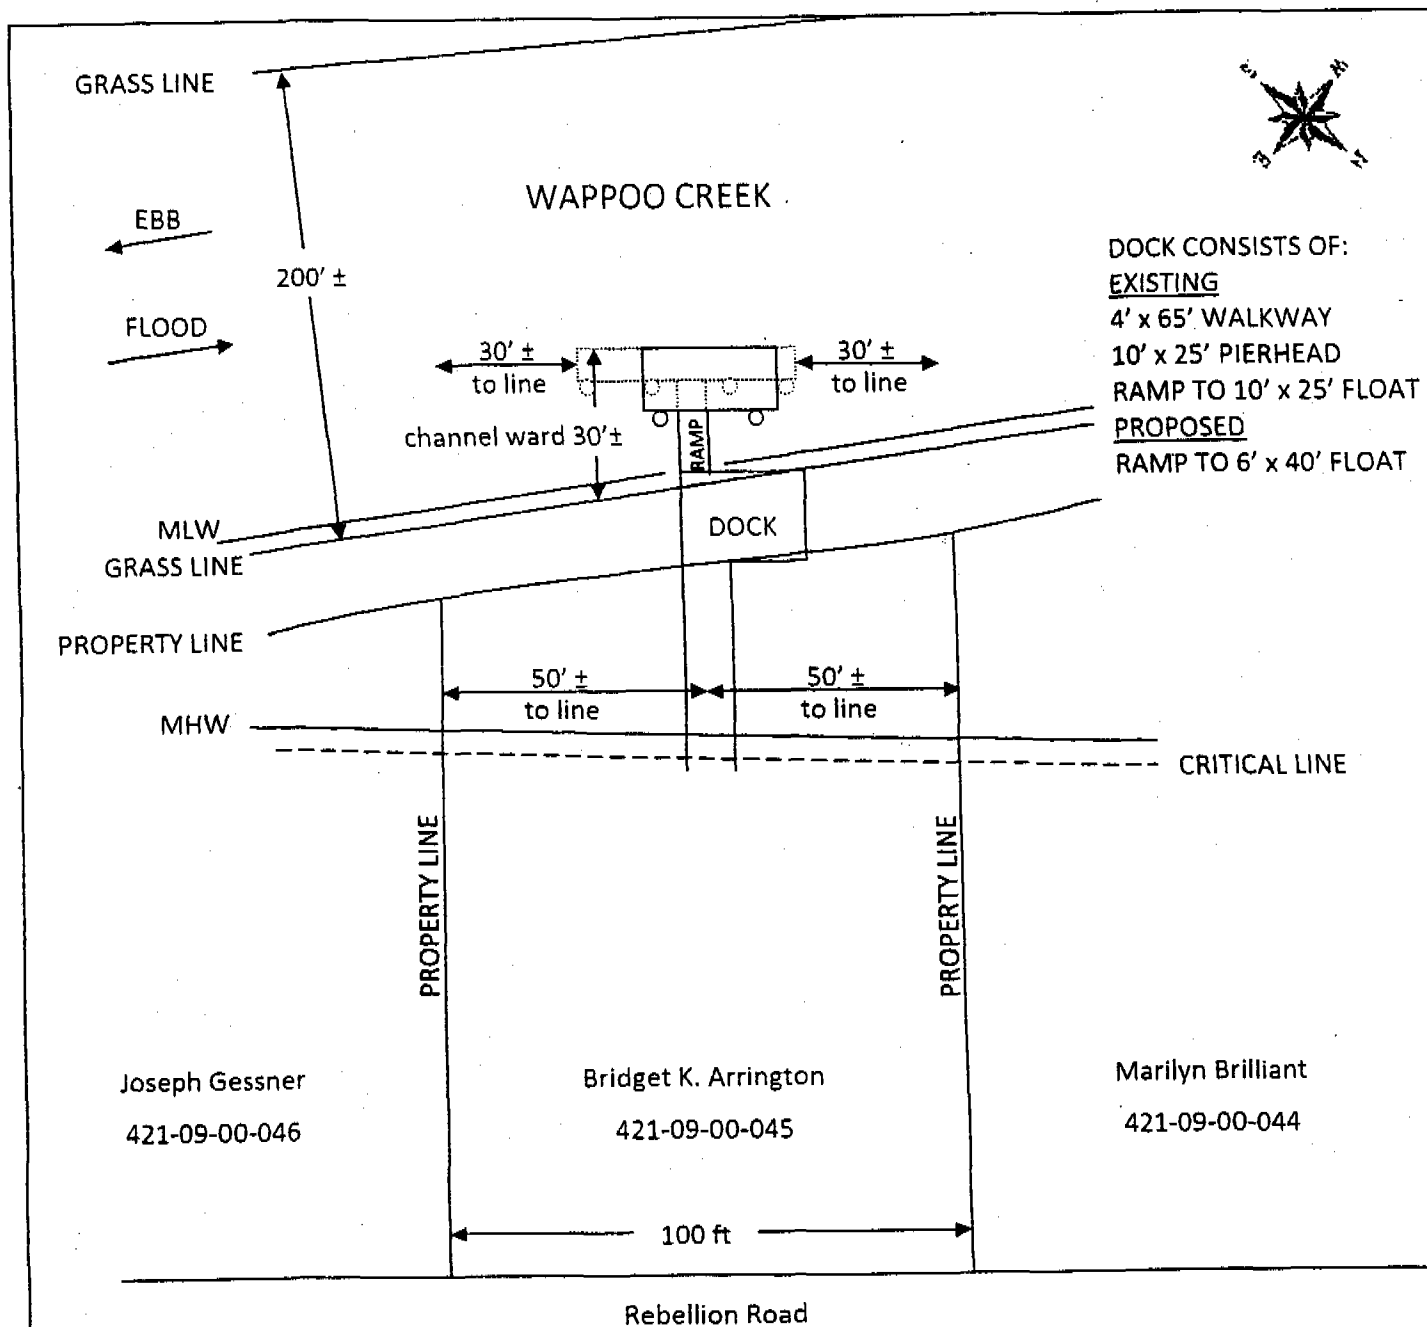 GRASS LINE
WAPPOO CREEK
EBB
200' ±
FLOOD
DOCK CONSISTS OF:
EXISTING
4' x 65' WALKWAY
10' x 25' PIERHEAD
RAMP TO 10' x 25' FLOAT
PROPOSED
RAMP TO 6' x 40' FLOAT
30' ±
to line
30' ±
to line
channel ward 30'±
RAMP
MLW
GRASS LINE
DOCK
PROPERTY LINE
50' ±
to line
50' ±
to line
MHW
CRITICAL LINE
PROPERTY LINE
PROPERTY LINE
Joseph Gessner
421-09-00-046
Bridget K. Arrington
421-09-00-045
Marilyn Brilliant
421-09-00-044
100 ft
Rebellion Road